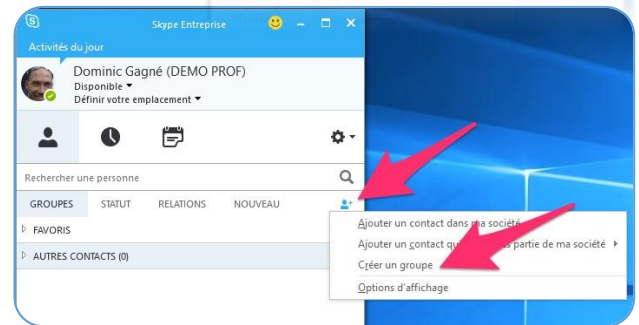 Skype Entreprise
Activités du jour
Dominic Gagné (DEMO PROF)
Disponible
Définir votre emplacement
Rechercher une personne
GROUPES STATUT RELATIONS NOUVEAU
FAVORIS
AUTRES CONTACTS (0)
Ajouter un contact dans ma société
Ajouter un contact qui partie de ma société
Créer un groupe
Options d'affichage